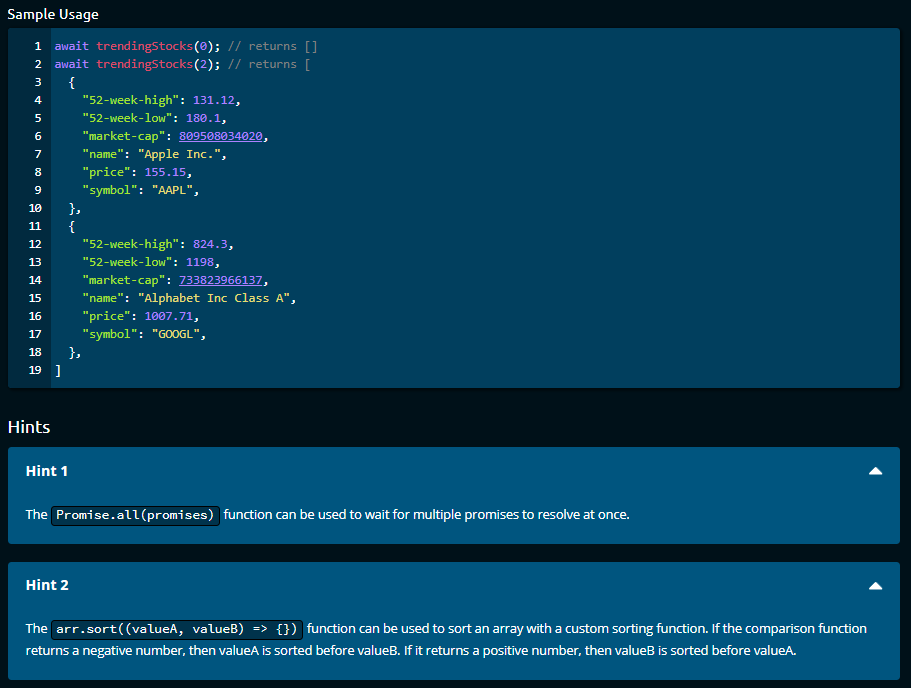 Sample Usage
1 await trendingStocks(0); // returns []
2 await trendingStocks(2); // returns [
3   {
4     "52-week-high": 131.12,
5     "52-week-low": 180.1,
6     "market-cap": 809508034020,
7     "name": "Apple Inc.",
8     "price": 155.15,
9     "symbol": "AAPL",
10   },
11   {
12     "52-week-high": 824.3,
13     "52-week-low": 1198,
14     "market-cap": 733823966137,
15     "name": "Alphabet Inc Class A",
16     "price": 1007.71,
17     "symbol": "GOOGL",
18   },
19 ]
Hints
Hint 1
The Promise.all(promises) function can be used to wait for multiple promises to resolve at once.
Hint 2
The arr.sort((valueA, valueB) => {}) function can be used to sort an array with a custom sorting function. If the comparison function
returns a negative number, then valueA is sorted before valueB. If it returns a positive number, then valueB is sorted before valueA.